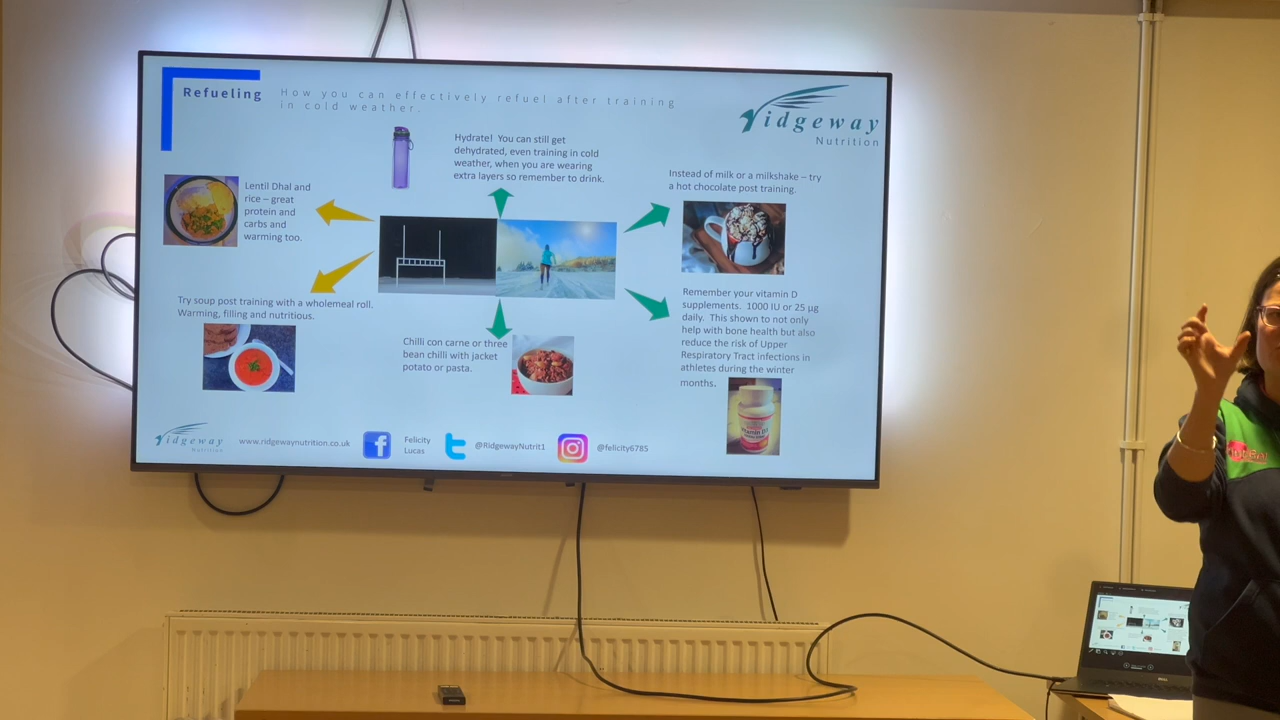 Refueling
How you can effectively refuel after training
in cold weather.
Ridgeway
Nutrition
Hydrate! You can still get
dehydrated, even training in cold
weather, when you are wearing
extra layers so remember to drink.
Instead of milk or a milkshake – try
a hot chocolate post training.
Lentil Dhal and
rice – great
protein and
carbs and
warming too.
Try soup post training with a wholemeal roll.
Warming, filling and nutritious.
Chilli con carne or three
bean chilli with jacket
potato or pasta.
Remember your vitamin D
supplements. 1000 IU or 25 µg
daily. This shown to not only
help with bone health but also
reduce the risk of Upper
Respiratory Tract infections in
athletes during the winter
months.
Vitamin D3
Ridgeway
Nutrition
www.ridgewaynutrition.co.uk
Felicity
Lucas
@RidgewayNutrit1
@felicity6785
DELL